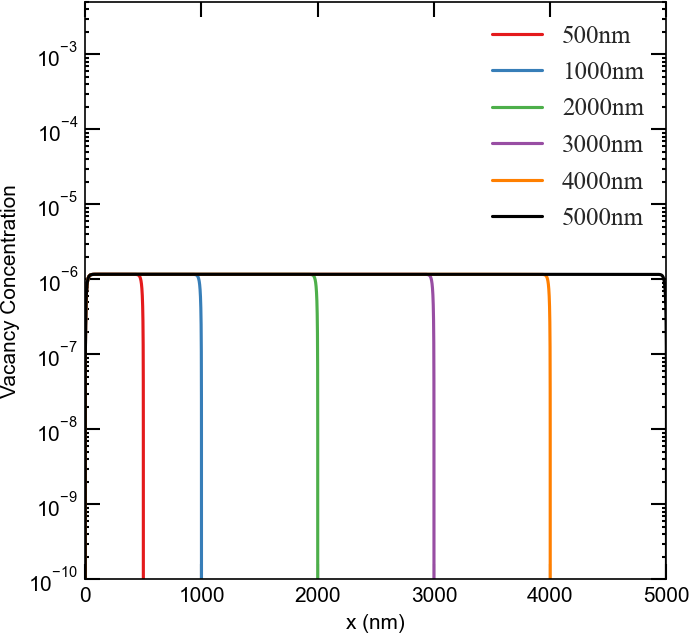 500nm
1000nm
2000nm
3000nm
4000nm
5000nm
Vacancy Concentration
10⁻³
10⁻⁴
10⁻⁵
10⁻⁶
10⁻⁷
10⁻⁸
10⁻⁹
10⁻¹⁰
0 1000 2000 3000 4000 5000
x (nm)